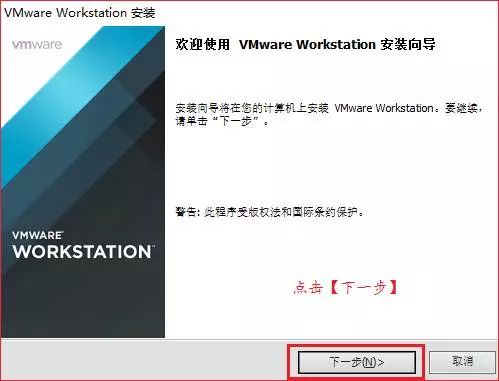 VMware Workstation 安装
vmware
欢迎使用 VMware Workstation 安装向导
安装向导将在您的计算机上安装 VMware Workstation。要继续,
请单击“下一步”。
警告: 此程序受版权法和国际条约保护。
VMWARE
WORKSTATION™
点击【下一步】
下一步(N)>
取消